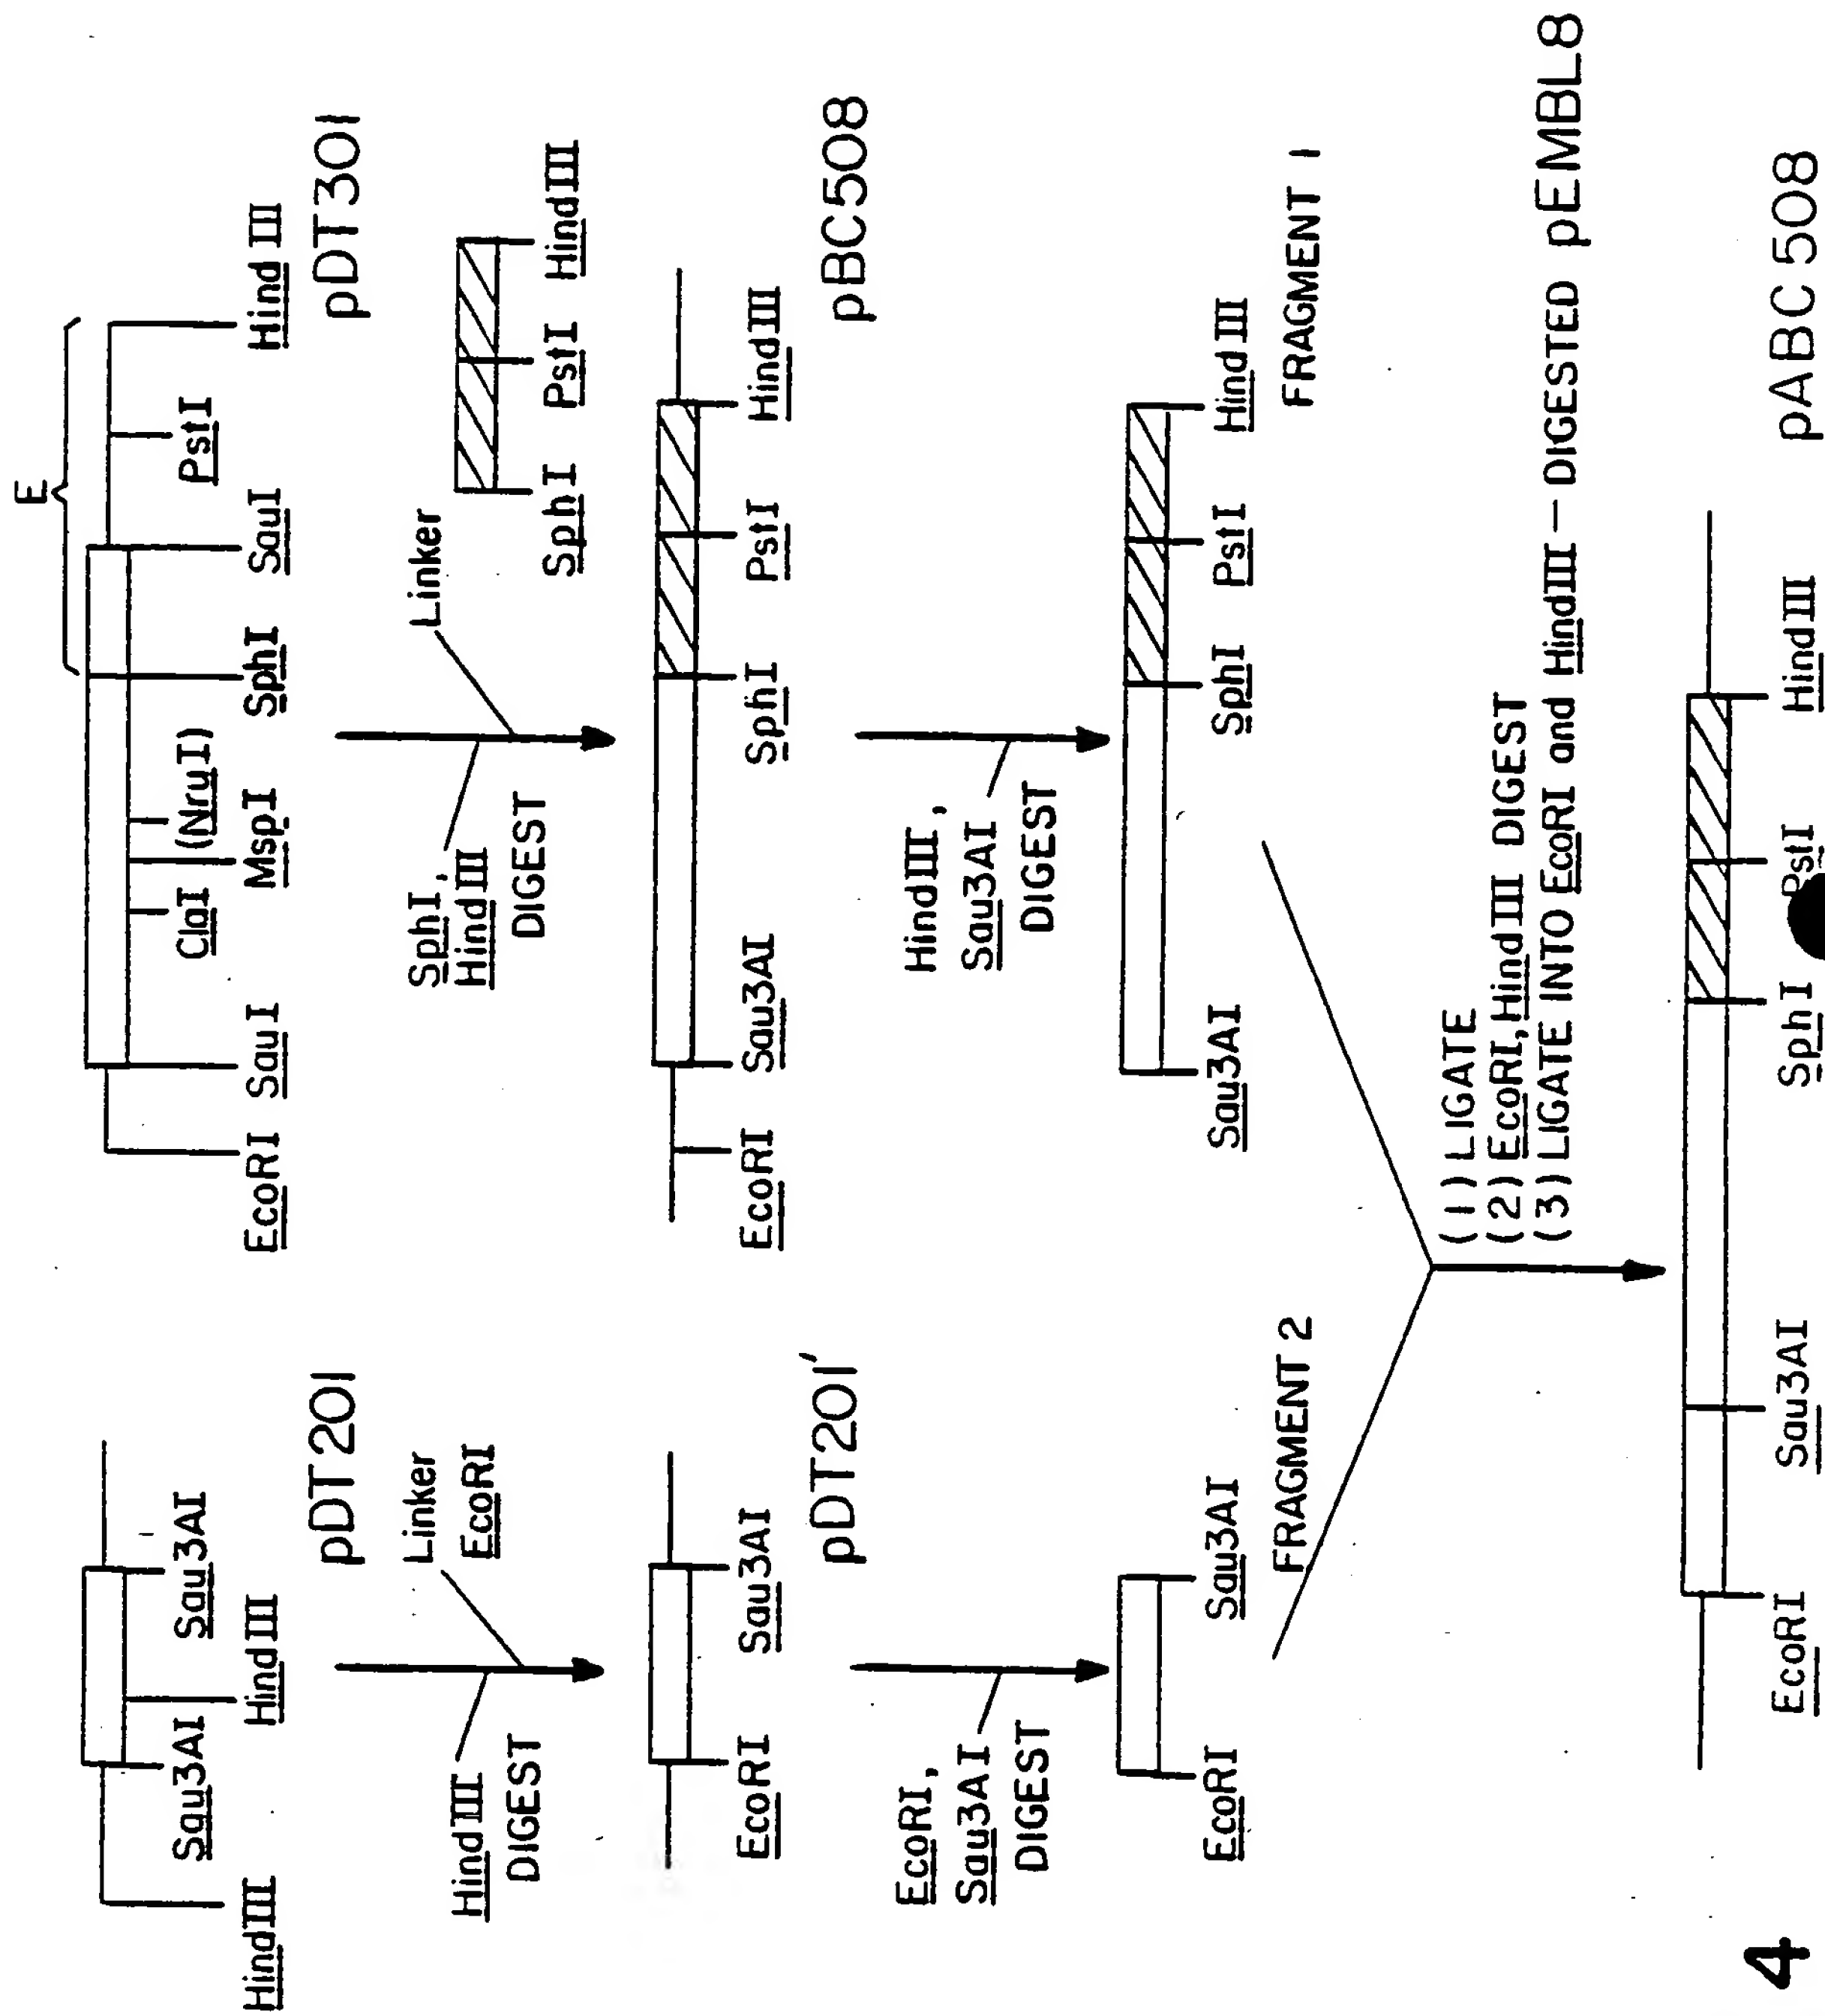 E
HindIII Sau3AI HindIII Sau3AI
pDT201
EcoRI SauI ClaI MspI (NruI) SphI SauI PstI HindIII
pDT301
HindIII
DIGEST
Linker
EcoRI
SphI,
HindIII
DIGEST
Linker
SphI PstI HindIII
EcoRI Sau3AI
pDT201'
EcoRI Sau3AI SphI PstI HindIII
pBC508
EcoRI,
Sau3AI
DIGEST
HindIII,
Sau3AI
DIGEST
EcoRI Sau3AI
FRAGMENT 2
Sau3AI SphI PstI HindIII
FRAGMENT 1
(1) LIGATE
(2) EcoRI, HindIII DIGEST
(3) LIGATE INTO EcoRI and HindIII-DIGESTED pEMBL8
EcoRI Sau3AI SphI PstI HindIII
pABC508
4